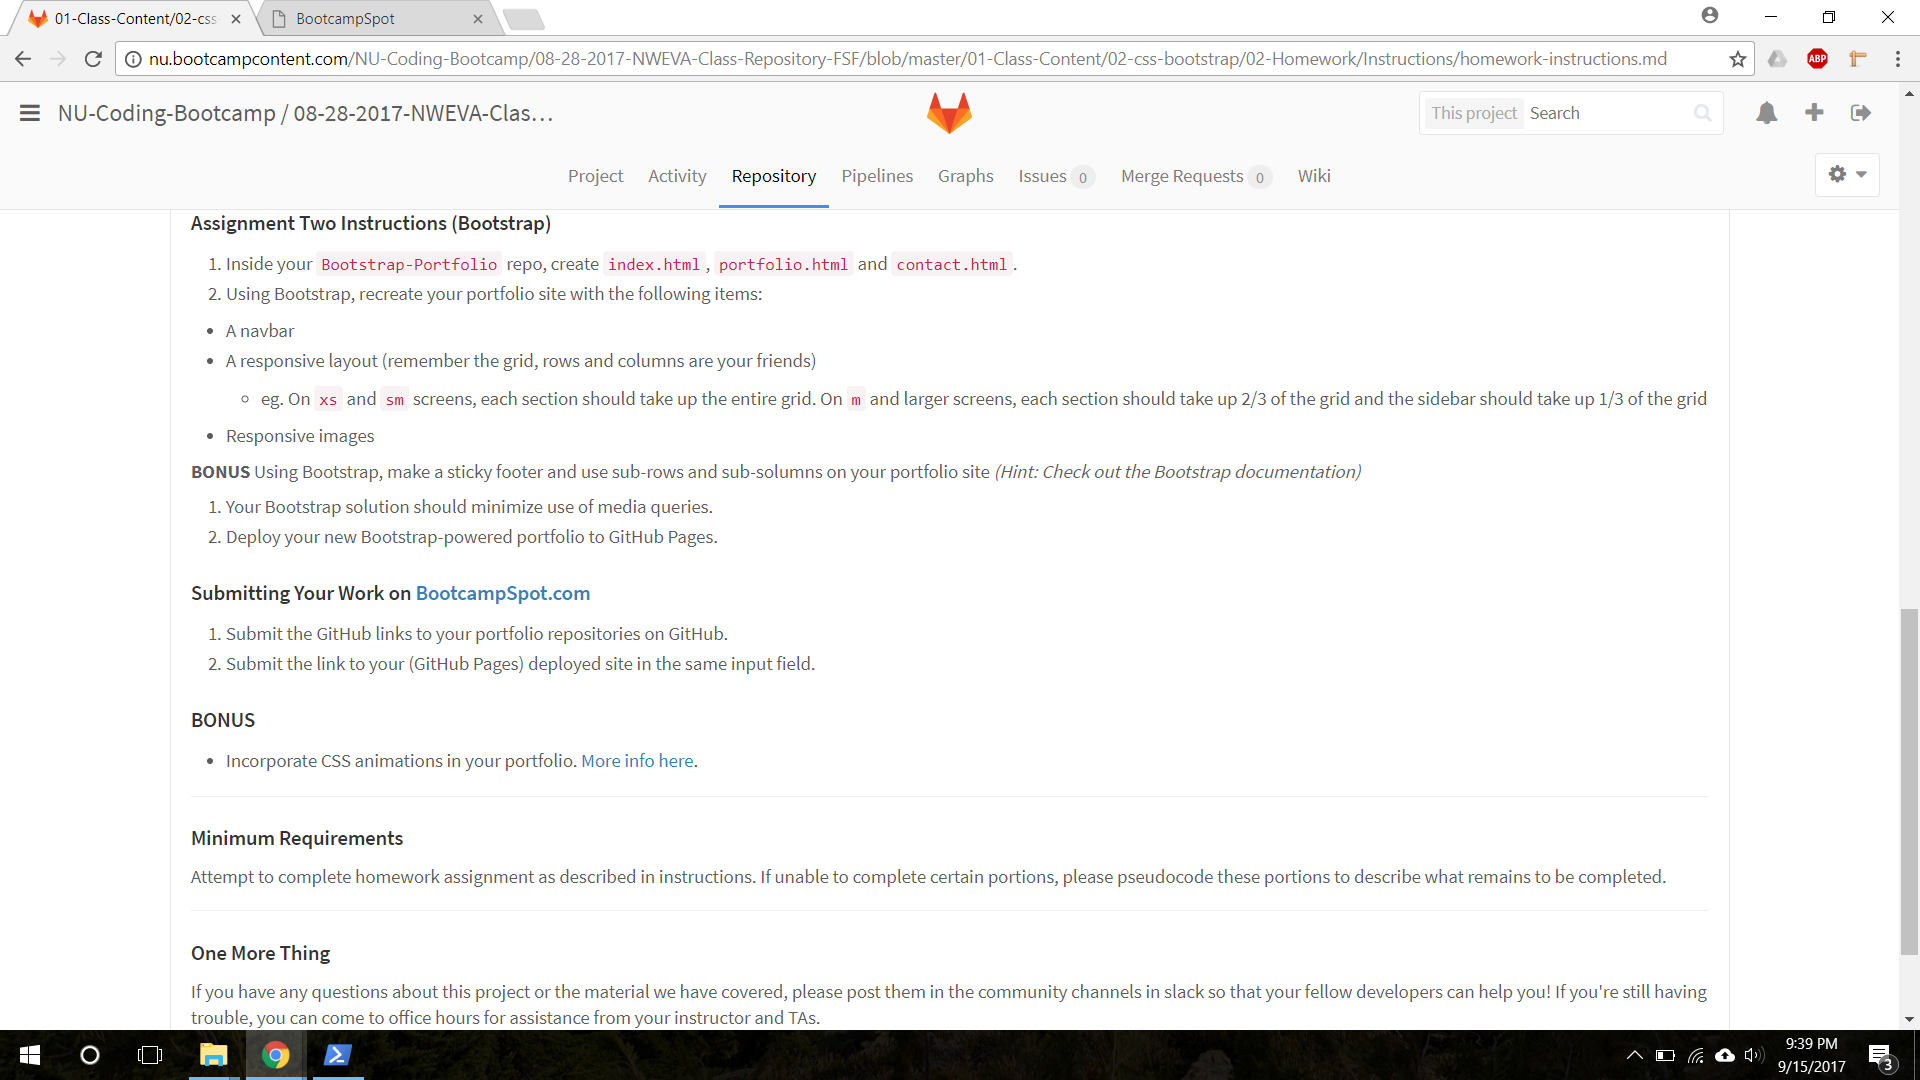 01-Class-Content/02-css
BootcampSpot
nu.bootcampcontent.com/NU-Coding-Bootcamp/08-28-2017-NWEVA-Class-Repository-FSF/blob/master/01-Class-Content/02-css-bootstrap/02-Homework/Instructions/homework-instructions.md
ABP
NU-Coding-Bootcamp / 08-28-2017-NWEVA-Clas…
This project Search
Project Activity Repository Pipelines Graphs Issues 0 Merge Requests 0 Wiki
Assignment Two Instructions (Bootstrap)
1. Inside your Bootstrap-Portfolio repo, create index.html, portfolio.html and contact.html.
2. Using Bootstrap, recreate your portfolio site with the following items:
• A navbar
• A responsive layout (remember the grid, rows and columns are your friends)
◦ eg. On xs and sm screens, each section should take up the entire grid. On m and larger screens, each section should take up 2/3 of the grid and the sidebar should take up 1/3 of the grid
• Responsive images
BONUS Using Bootstrap, make a sticky footer and use sub-rows and sub-solumns on your portfolio site (Hint: Check out the Bootstrap documentation)
1. Your Bootstrap solution should minimize use of media queries.
2. Deploy your new Bootstrap-powered portfolio to GitHub Pages.
Submitting Your Work on BootcampSpot.com
1. Submit the GitHub links to your portfolio repositories on GitHub.
2. Submit the link to your (GitHub Pages) deployed site in the same input field.
BONUS
• Incorporate CSS animations in your portfolio. More info here.
Minimum Requirements
Attempt to complete homework assignment as described in instructions. If unable to complete certain portions, please pseudocode these portions to describe what remains to be completed.
One More Thing
If you have any questions about this project or the material we have covered, please post them in the community channels in slack so that your fellow developers can help you! If you're still having
trouble, you can come to office hours for assistance from your instructor and TAs.
9:39 PM
9/15/2017
3